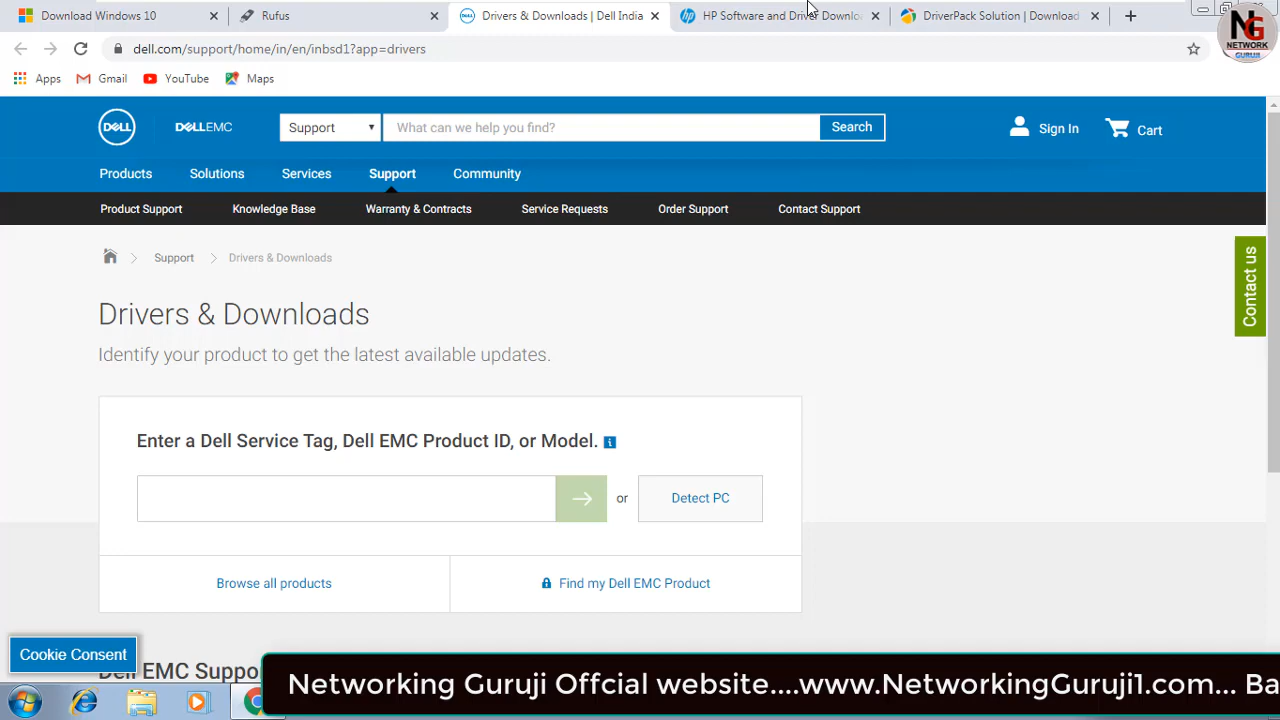 Download Windows 10
Rufus
Drivers & Downloads | Dell India
HP Software and Driver Downlo
DriverPack Solution | Download
dell.com/support/home/in/en/inbsd1?app=drivers
Apps
Gmail
YouTube
Maps
NG
NETWORK
GURUJI
DELL
DELLEMC
Support
What can we help you find?
Search
Sign In
Cart
Products
Solutions
Services
Support
Community
Product Support
Knowledge Base
Warranty & Contracts
Service Requests
Order Support
Contact Support
Support
Drivers & Downloads
Contact us
Drivers & Downloads
Identify your product to get the latest available updates.
Enter a Dell Service Tag, Dell EMC Product ID, or Model.
or
Detect PC
Browse all products
Find my Dell EMC Product
Cookie Consent
Dell EMC Suppo
Networking Guruji Offcial website....www.NetworkingGuruji1.com... Ba